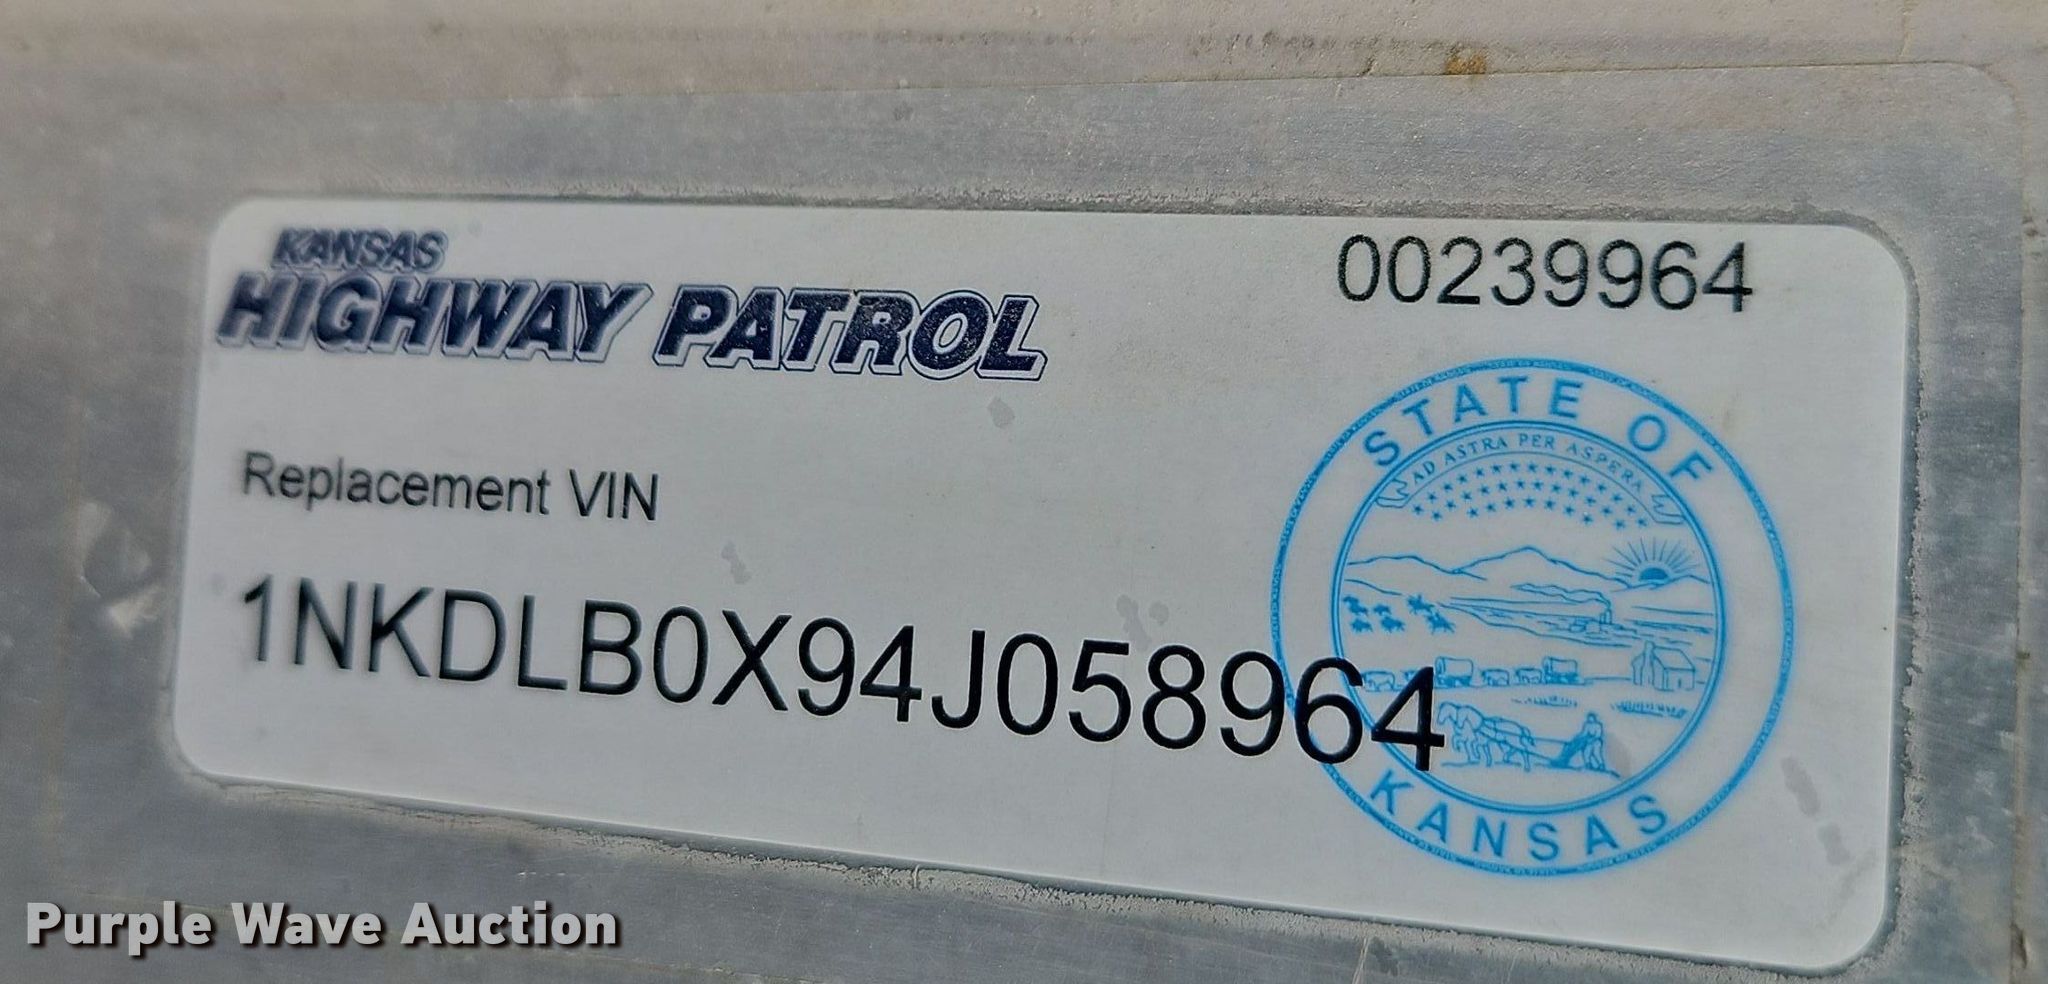 KANSAS
HIGHWAY PATROL
00239964
Replacement VIN
1NKDLB0X94J058964
STATE OF
AD ASTRA PER ASPERA
KANSAS
Purple Wave Auction